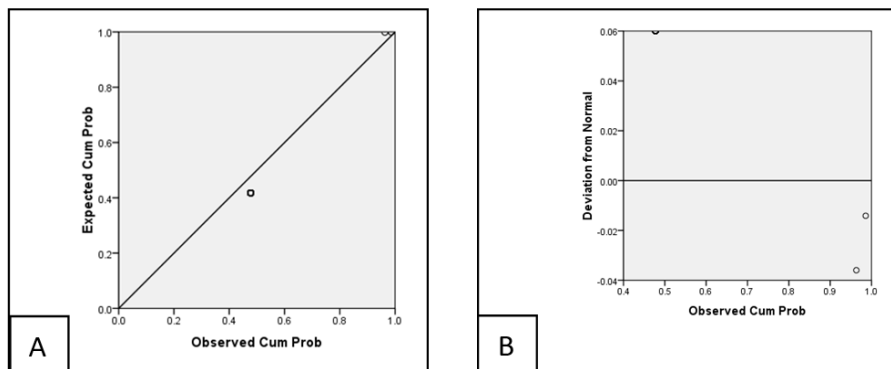 1.0
0.8
0.6
0.4
0.2
0.0
0.0 0.2 0.4 0.6 0.8 1.0
Expected Cum Prob
Observed Cum Prob
A
0.06
0.04
0.02
0.00
-0.02
-0.04
0.4 0.5 0.6 0.7 0.8 0.9 1.0
Deviation from Normal
Observed Cum Prob
B